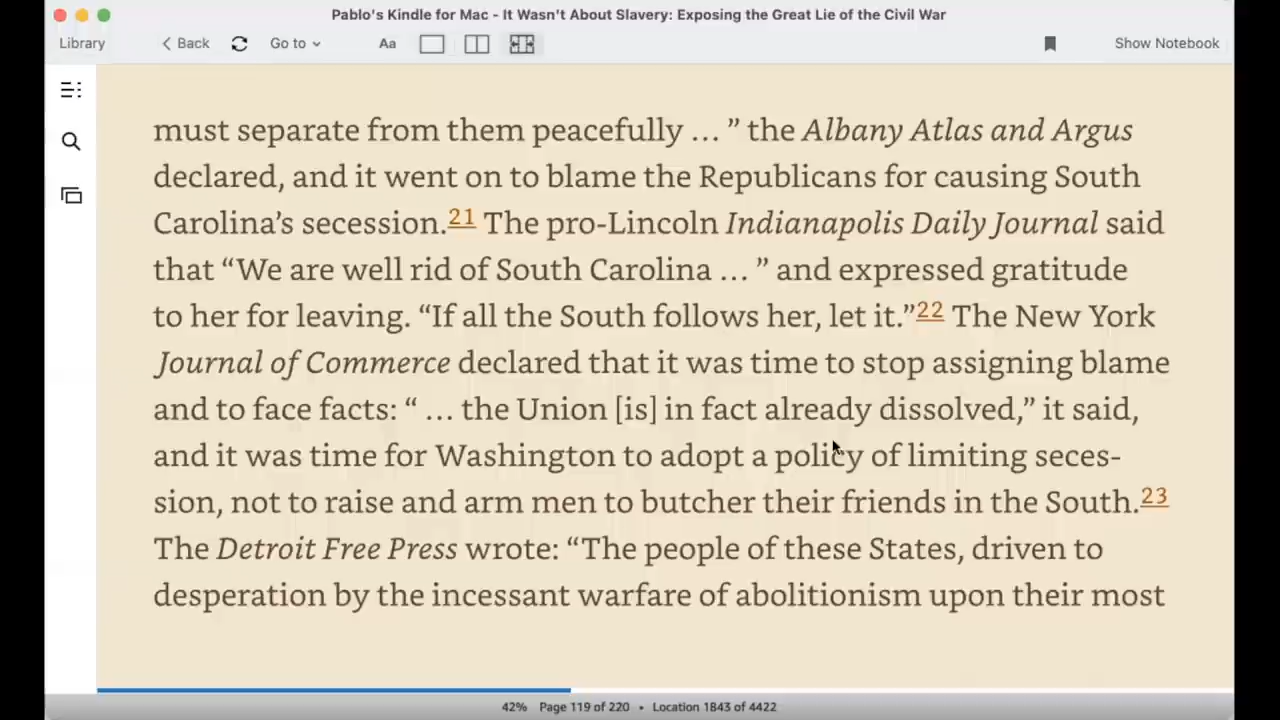 Pablo's Kindle for Mac - It Wasn't About Slavery: Exposing the Great Lie of the Civil War
Library Back Go to Aa Show Notebook
must separate from them peacefully … ” the Albany Atlas and Argus
declared, and it went on to blame the Republicans for causing South
Carolina’s secession.21 The pro-Lincoln Indianapolis Daily Journal said
that “We are well rid of South Carolina … ” and expressed gratitude
to her for leaving. “If all the South follows her, let it.”22 The New York
Journal of Commerce declared that it was time to stop assigning blame
and to face facts: “ … the Union [is] in fact already dissolved,” it said,
and it was time for Washington to adopt a policy of limiting seces-
sion, not to raise and arm men to butcher their friends in the South.23
The Detroit Free Press wrote: “The people of these States, driven to
desperation by the incessant warfare of abolitionism upon their most
42% Page 119 of 220 • Location 1843 of 4422